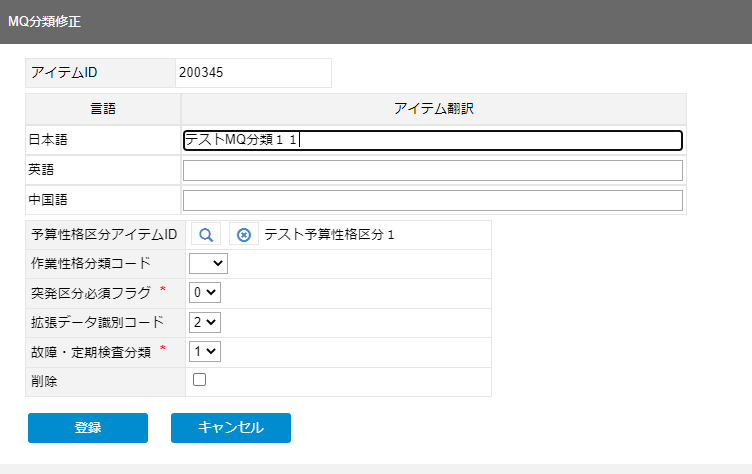 MQ分類修正
アイテムID 200345
言語 アイテム翻訳
日本語 テストMQ分類１１
英語
中国語
予算性格区分アイテムID テスト予算性格区分１
作業性格分類コード
突発区分必須フラグ * 0
拡張データ識別コード 2
故障・定期検査分類 * 1
削除
登録 キャンセル